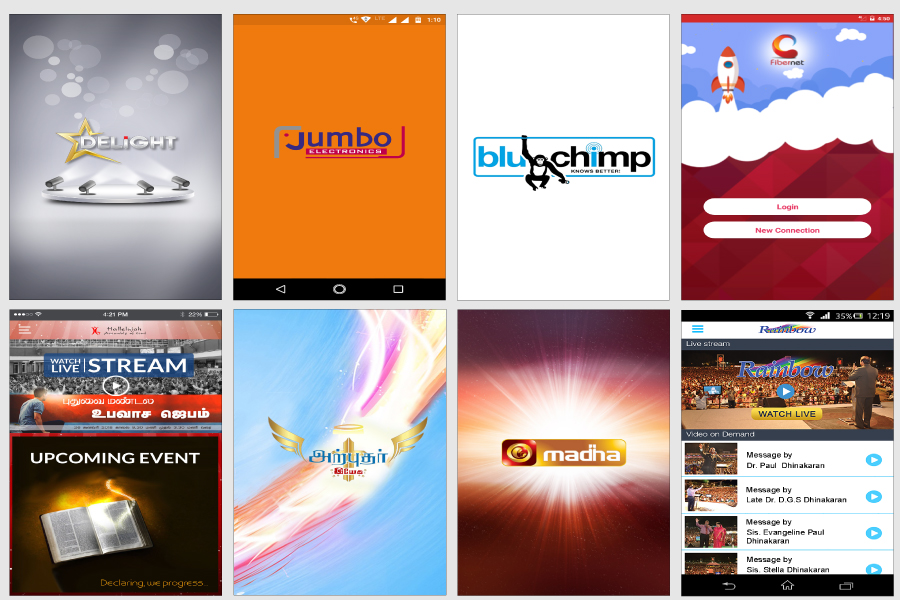 DELIGHT
LTE 1:10
Jumbo
ELECTRONICS
blu chimp
KNOWS BETTER!
4:50
Fibernet
Login
New Connection
4:21 PM 22%
Hallelujah
WATCH LIVE STREAM
புதுவை மண்டல
உபவாச ஜெபம்
UPCOMING EVENT
Declaring, we progress...
அற்புதர்
இயேசு
madha
35% 12:19
Rainbow
Live stream
Rainbow
WATCH LIVE
Video on Demand
Message by
Dr. Paul Dhinakaran
Message by
Late Dr. D.G.S Dhinakaran
Message by
Sis. Evangeline Paul
Dhinakaran
Message by
Sis. Stella Dhinakaran